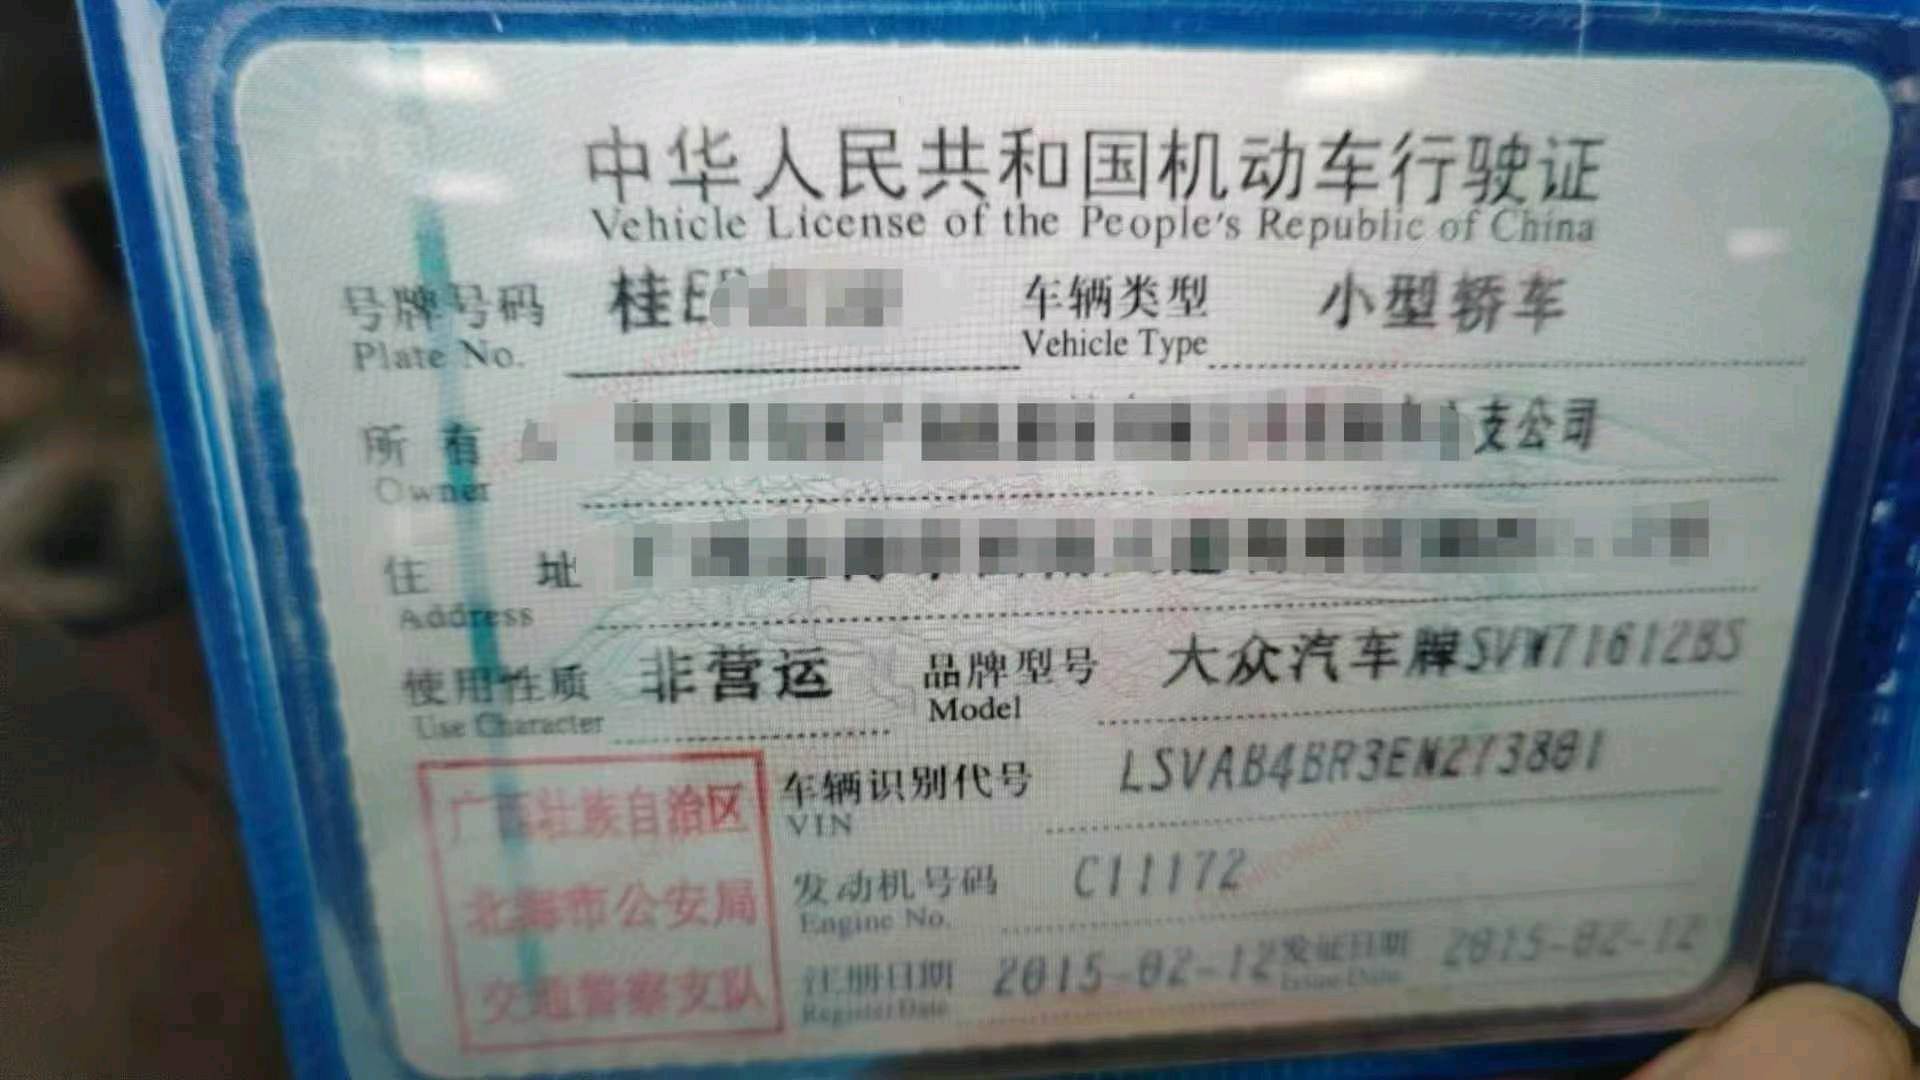 中华人民共和国机动车行驶证
Vehicle License of the People's Republic of China
号牌号码 桂E 车辆类型 小型轿车
Plate No. Vehicle Type
所有人 支公司
Owner
住址
Address
使用性质 非营运 品牌型号 大众汽车牌SVW71612BS
Use Character Model
车辆识别代号 LSVAB4BR3EN273801
VIN
发动机号码 C11172
Engine No.
注册日期 2015-02-12 发证日期 2015-02-12
Register Date Issue Date
广西壮族自治区
北海市公安局
交通警察支队